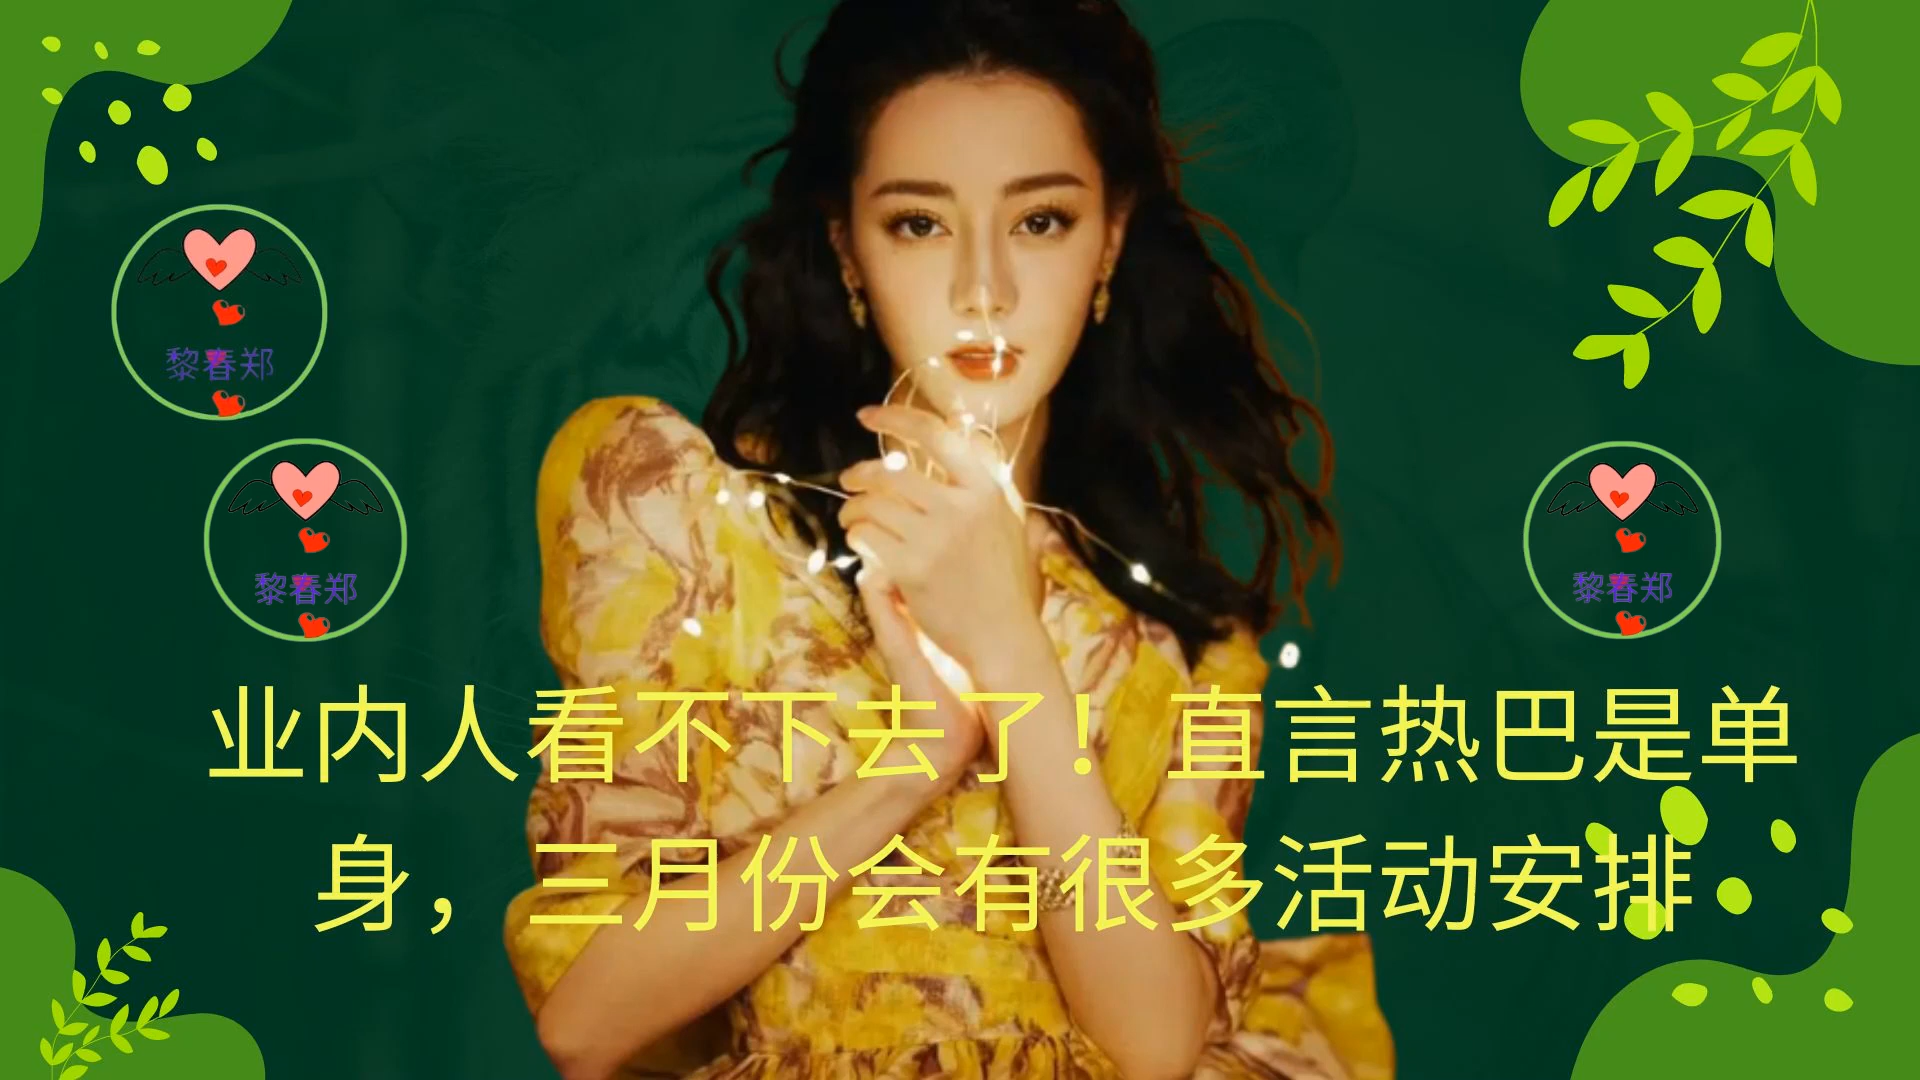 黎春郑
黎春郑
黎春郑
业内人看不下去了！直言热巴是单
身，三月份会有很多活动安排